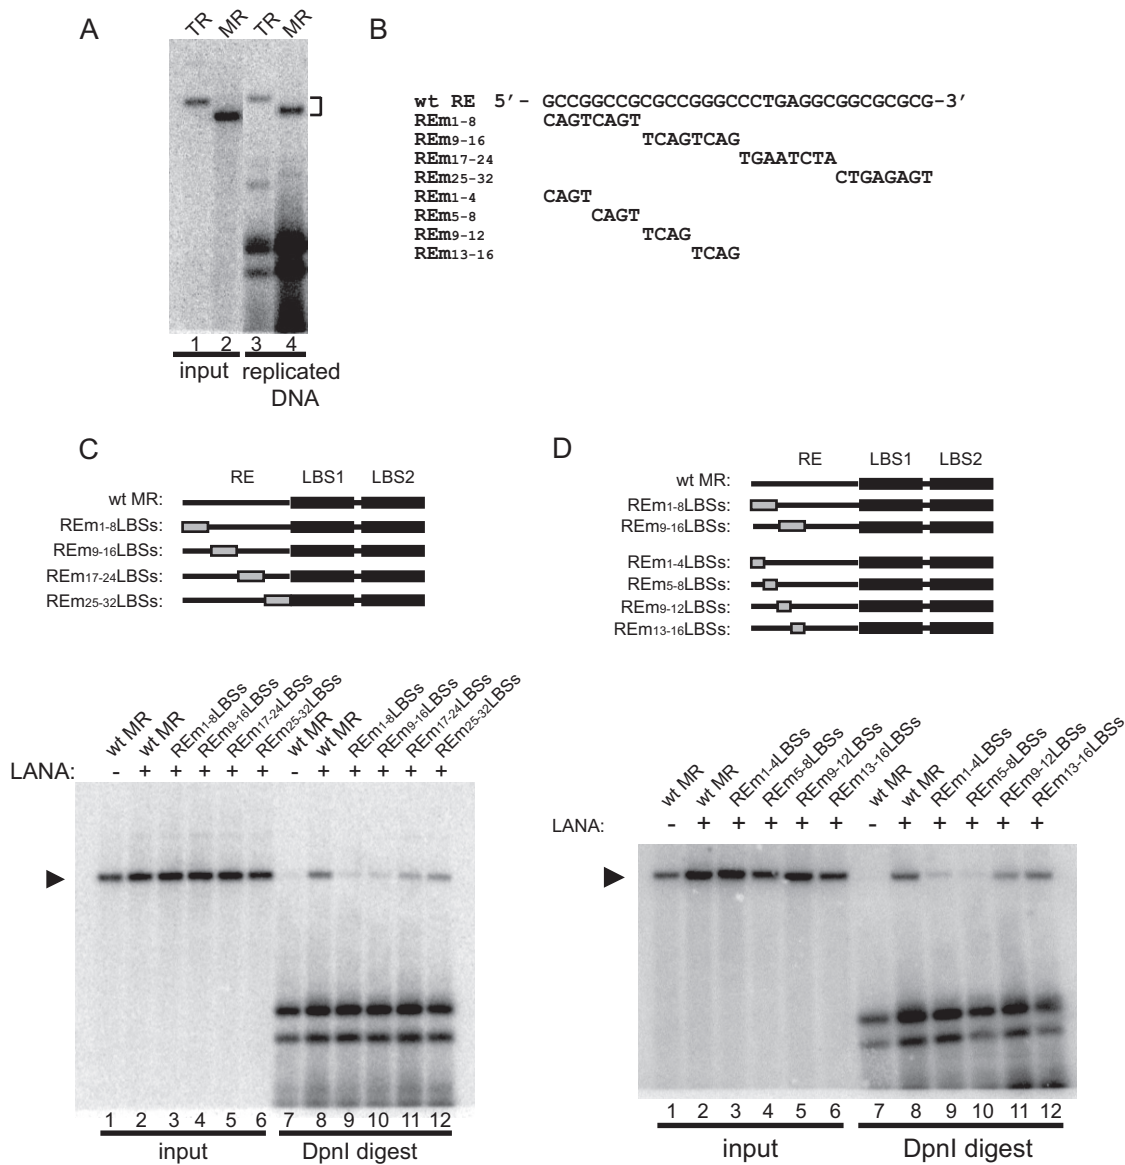 A
TR MR TR MR
1 2 3 4
input replicated DNA
B
wt RE 5'- GCCGGCCGCGCCGGGCCCTGAGGCGGCGCGCG-3'
REm1-8 CAGTCAGT
REm9-16 TCAGTCAG
REm17-24 TGAATCTA
REm25-32 CTGAGAGT
REm1-4 CAGT
REm5-8 CAGT
REm9-12 TCAG
REm13-16 TCAG
C
RE LBS1 LBS2
wt MR:
REm1-8LBSs:
REm9-16LBSs:
REm17-24LBSs:
REm25-32LBSs:
wt MR wt MR REm1-8LBSs REm9-16LBSs REm17-24LBSs REm25-32LBSs wt MR wt MR REm1-8LBSs REm9-16LBSs REm17-24LBSs REm25-32LBSs
LANA: - + + + + + - + + + + +
1 2 3 4 5 6 7 8 9 10 11 12
input DpnI digest
D
RE LBS1 LBS2
wt MR:
REm1-8LBSs:
REm9-16LBSs:
REm1-4LBSs:
REm5-8LBSs:
REm9-12LBSs:
REm13-16LBSs:
wt MR wt MR REm1-4LBSs REm5-8LBSs REm9-12LBSs REm13-16LBSs wt MR wt MR REm1-4LBSs REm5-8LBSs REm9-12LBSs REm13-16LBSs
LANA: - + + + + + - + + + + +
1 2 3 4 5 6 7 8 9 10 11 12
input DpnI digest